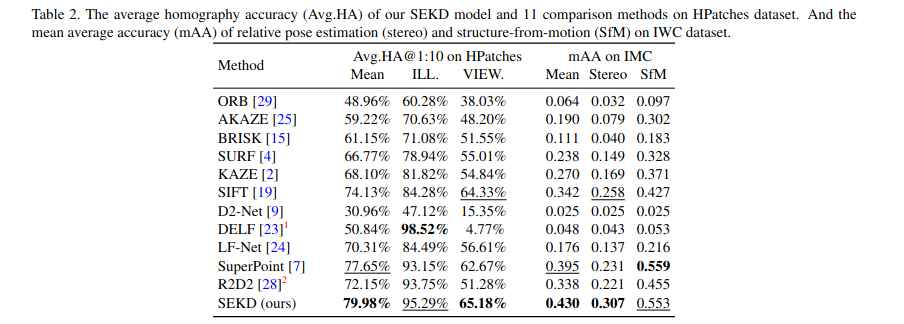 Table 2. The average homography accuracy (Avg.HA) of our SEKD model and 11 comparison methods on HPatches dataset. And the
mean average accuracy (mAA) of relative pose estimation (stereo) and structure-from-motion (SfM) on IWC dataset.
Method Avg.HA@1:10 on HPatches mAA on IMC
Mean ILL. VIEW. Mean Stereo SfM
ORB [29] 48.96% 60.28% 38.03% 0.064 0.032 0.097
AKAZE [25] 59.22% 70.63% 48.20% 0.190 0.079 0.302
BRISK [15] 61.15% 71.08% 51.55% 0.111 0.040 0.183
SURF [4] 66.77% 78.94% 55.01% 0.238 0.149 0.328
KAZE [2] 68.10% 81.82% 54.84% 0.270 0.169 0.371
SIFT [19] 74.13% 84.28% 64.33% 0.342 0.258 0.427
D2-Net [9] 30.96% 47.12% 15.35% 0.025 0.025 0.025
DELF [23]1 50.84% 98.52% 4.77% 0.048 0.043 0.053
LF-Net [24] 70.31% 84.49% 56.61% 0.176 0.137 0.216
SuperPoint [7] 77.65% 93.15% 62.67% 0.395 0.231 0.559
R2D2 [28]2 72.15% 93.75% 51.28% 0.338 0.221 0.455
SEKD (ours) 79.98% 95.29% 65.18% 0.430 0.307 0.553